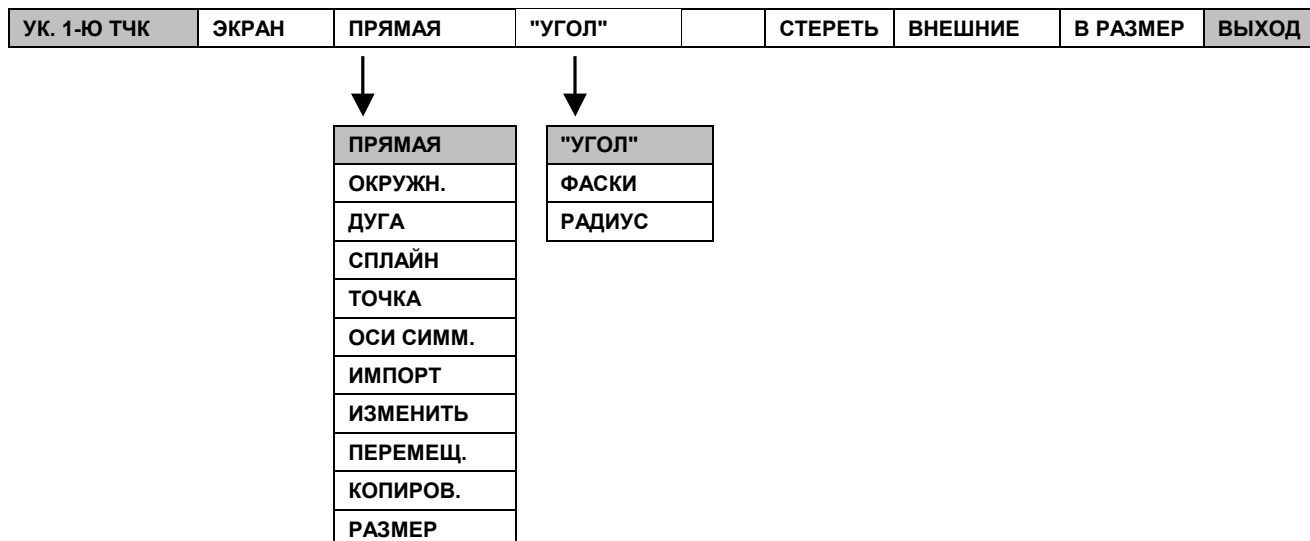 УК. 1-Ю ТЧК ЭКРАН ПРЯМАЯ "УГОЛ" СТЕРЕТЬ ВНЕШНИЕ В РАЗМЕР ВЫХОД
ПРЯМАЯ "УГОЛ"
ОКРУЖН. ФАСКИ
ДУГА РАДИУС
СПЛАЙН
ТОЧКА
ОСИ СИММ.
ИМПОРТ
ИЗМЕНИТЬ
ПЕРЕМЕЩ.
КОПИРОВ.
РАЗМЕР